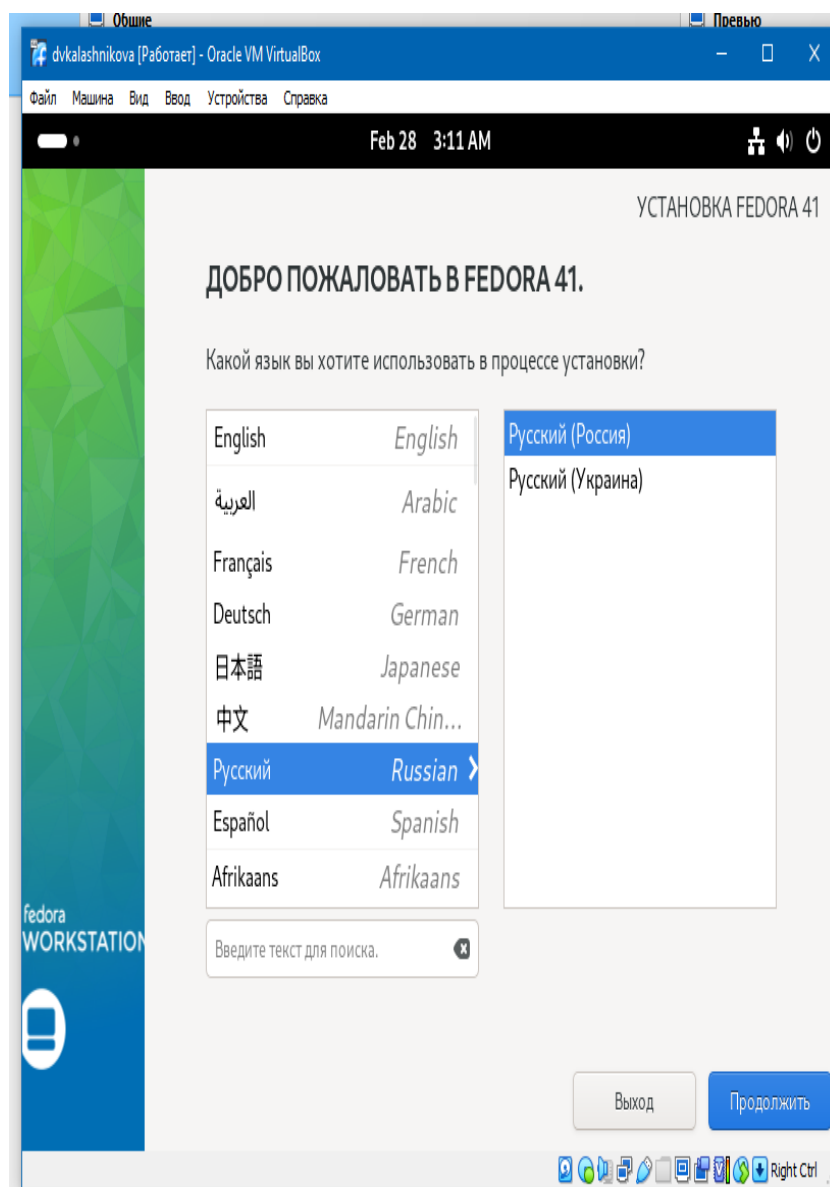 Общие
Превью
dvkalashnikova [Работает] - Oracle VM VirtualBox
Файл Машина Вид Ввод Устройства Справка
Feb 28 3:11 AM
УСТАНОВКА FEDORA 41
ДОБРО ПОЖАЛОВАТЬ В FEDORA 41.
Какой язык вы хотите использовать в процессе установки?
English English
العربية Arabic
Français French
Deutsch German
日本語 Japanese
中文 Mandarin Chin...
Русский Russian
Español Spanish
Afrikaans Afrikaans
Русский (Россия)
Русский (Украина)
Введите текст для поиска.
fedora
WORKSTATION
Выход
Продолжить
Right Ctrl